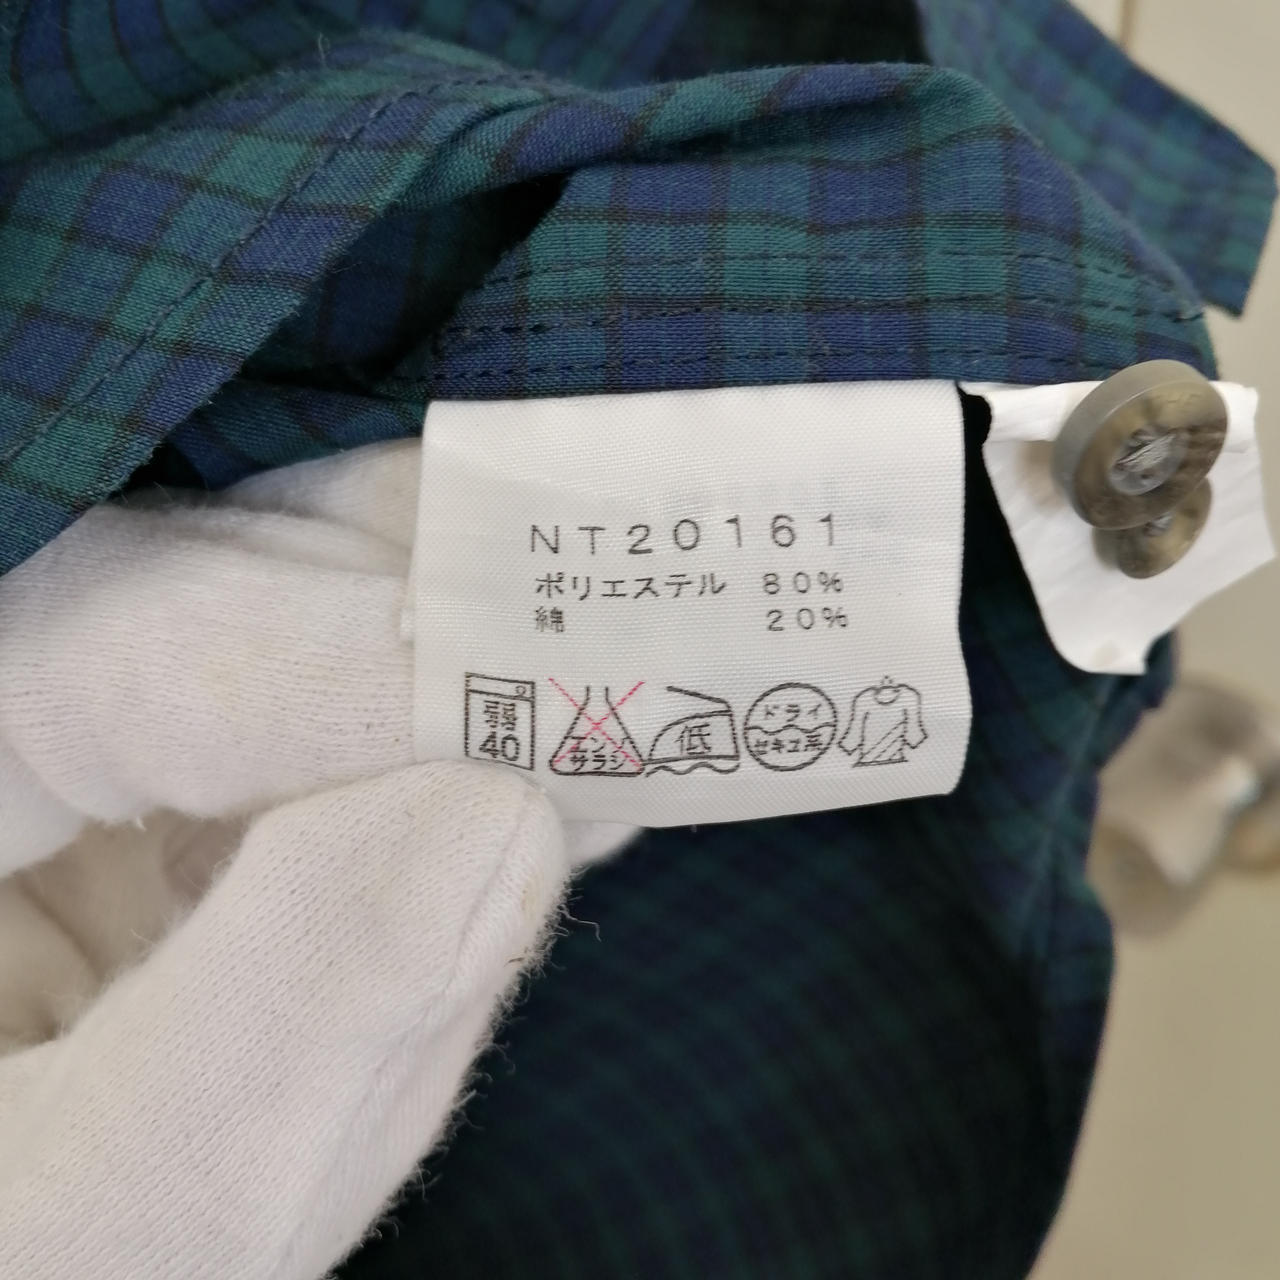 NT20161
ポリエステル 80%
綿 20%
40
エンソ
サラシ
低
ドライ
セキユ系